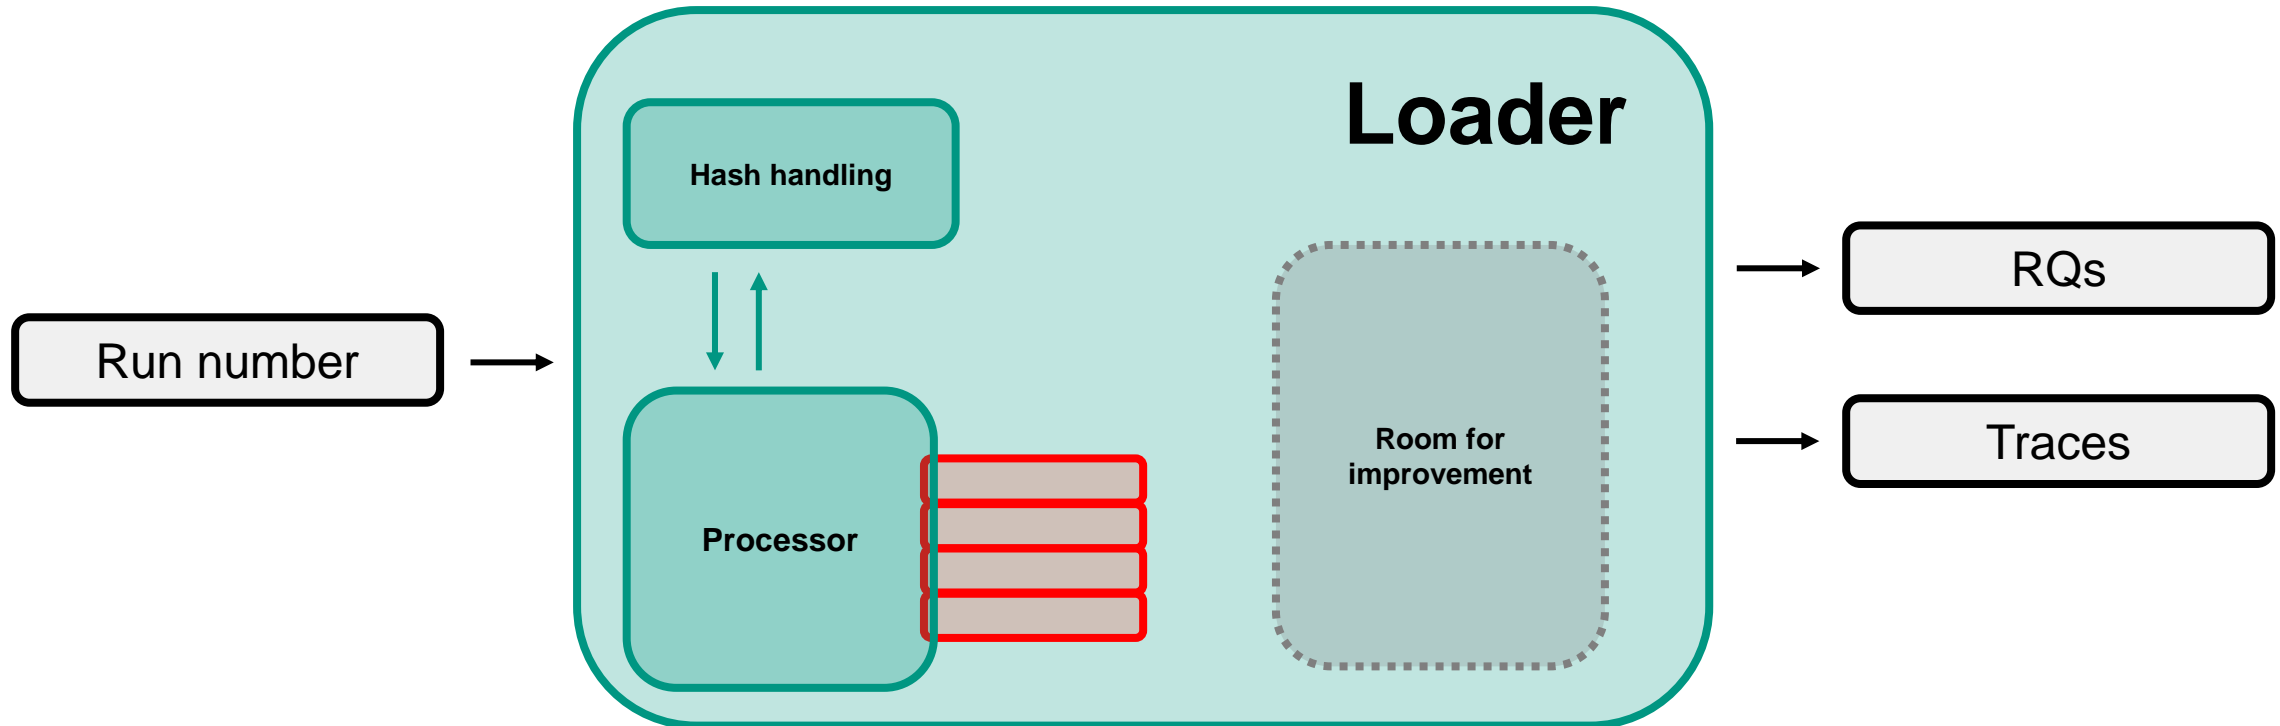 Loader
Hash handling
Run number
Processor
Room for
improvement
RQs
Traces